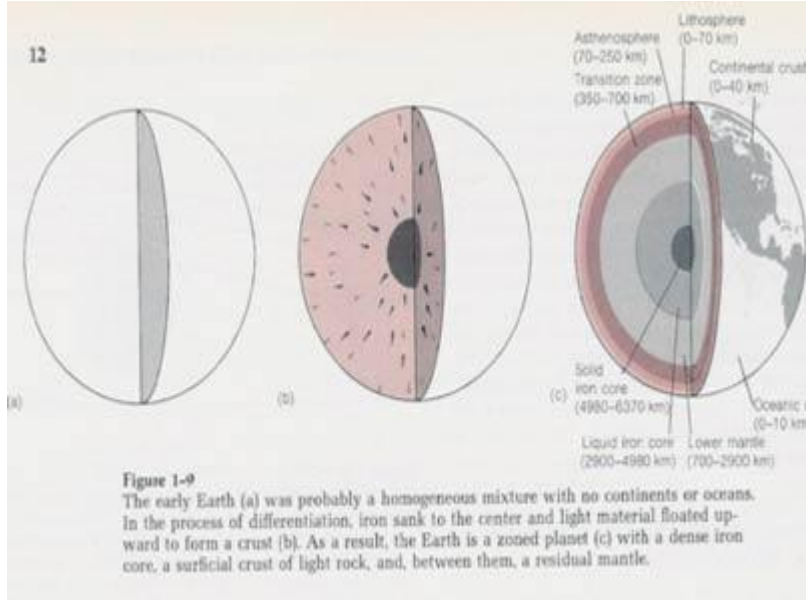 12
Lithosphere
(0–70 km)
Asthenosphere
(70–250 km)
Continental crust
(0–40 km)
Transition zone
(350–700 km)
(a)
(b)
(c)
Solid
iron core
(4980–6370 km)
Oceanic
(0–10 km
Liquid iron core
(2900–4980 km)
Lower mantle
(700–2900 km)
Figure 1-9
The early Earth (a) was probably a homogeneous mixture with no continents or oceans.
In the process of differentiation, iron sank to the center and light material floated up-
ward to form a crust (b). As a result, the Earth is a zoned planet (c) with a dense iron
core, a surficial crust of light rock, and, between them, a residual mantle.